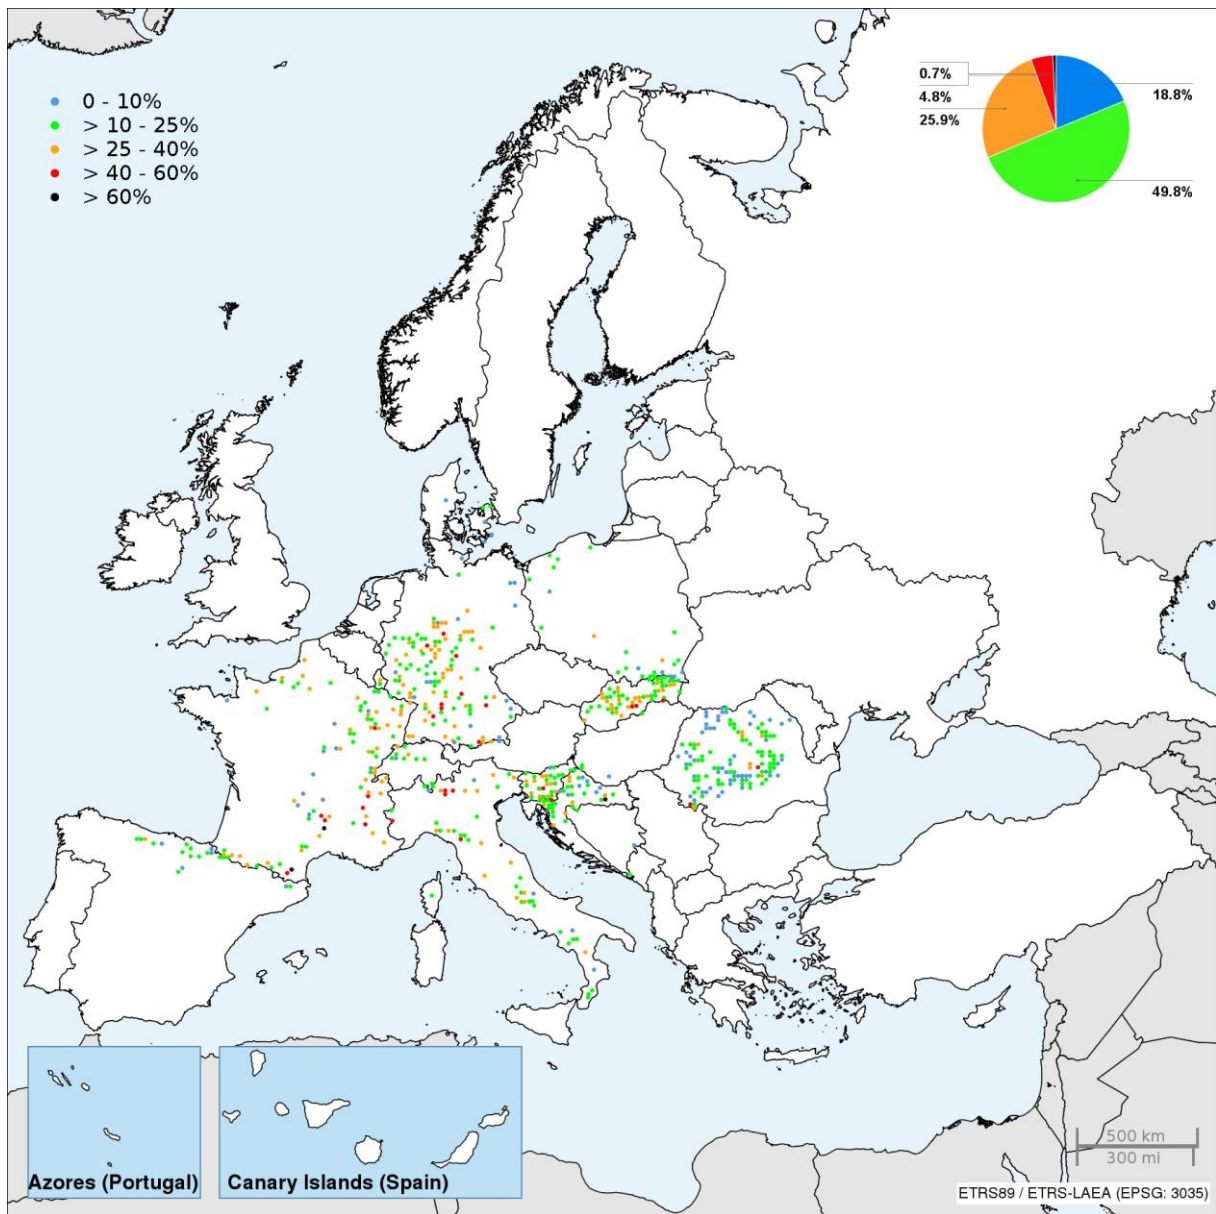 0 - 10%
> 10 - 25%
> 25 - 40%
> 40 - 60%
> 60%
0.7%
4.8%
25.9%
18.8%
49.8%
Azores (Portugal)
Canary Islands (Spain)
500 km
300 mi
ETRS89 / ETRS-LAEA (EPSG: 3035)